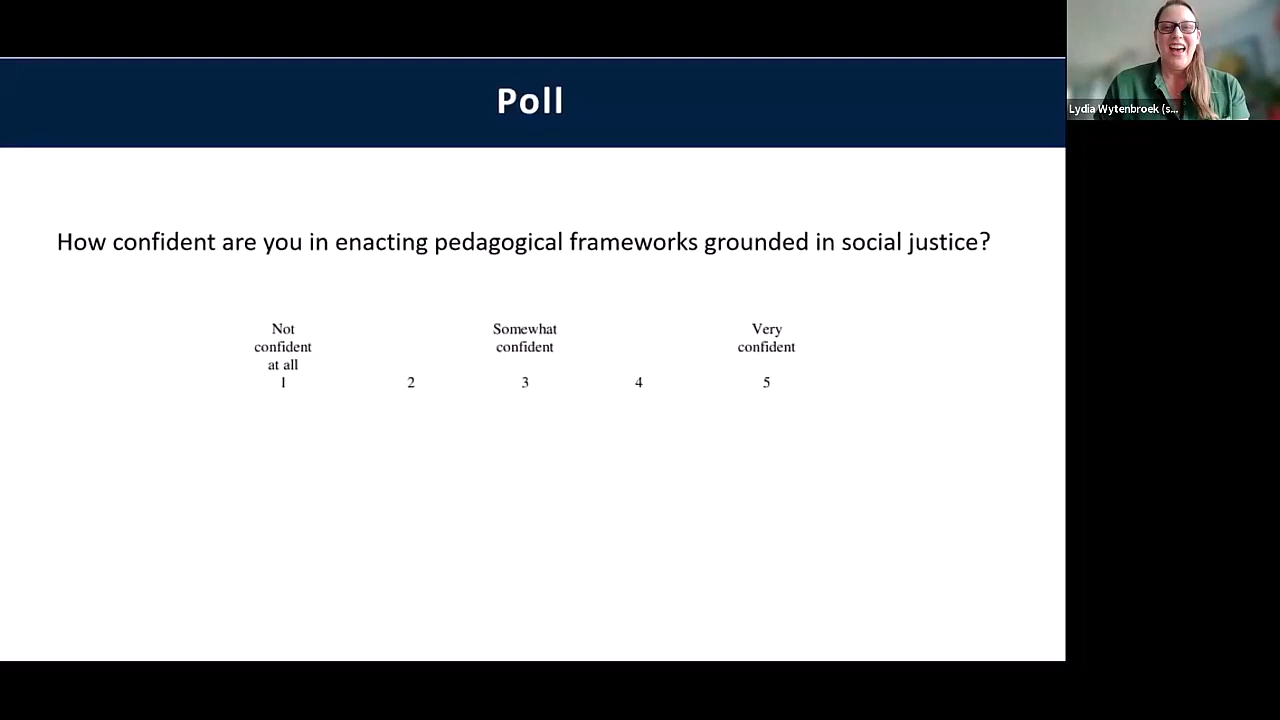 Poll
Lydia Wytenbroek (s...
How confident are you in enacting pedagogical frameworks grounded in social justice?
Not Somewhat Very
confident confident confident
at all
1 2 3 4 5